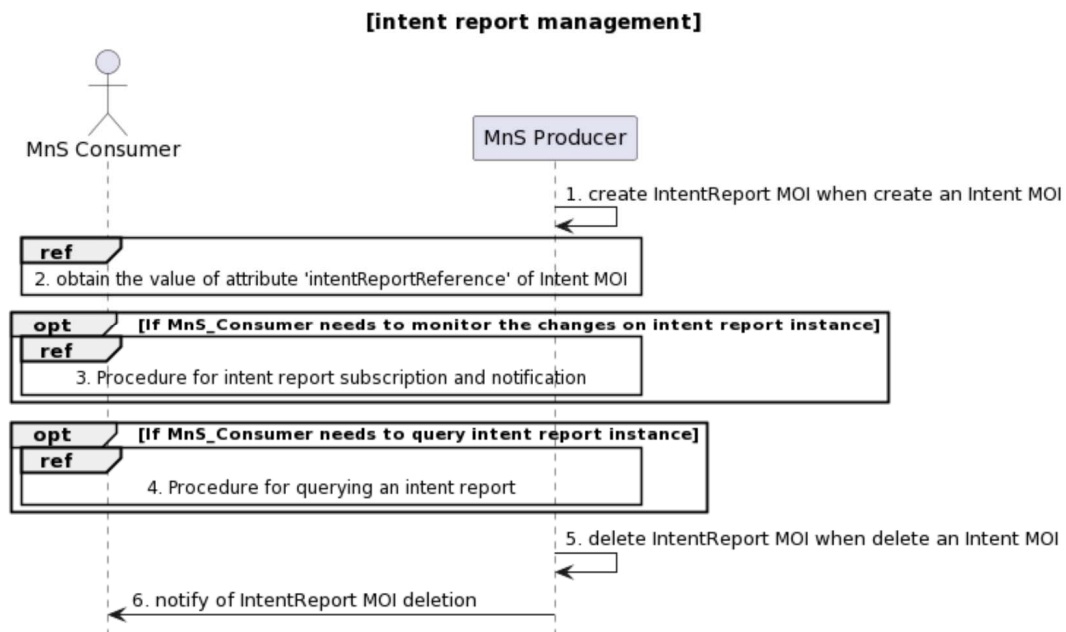 [intent report management]
MnS Consumer
MnS Producer
1. create IntentReport MOI when create an Intent MOI
ref
2. obtain the value of attribute 'intentReportReference' of Intent MOI
opt [If MnS_Consumer needs to monitor the changes on intent report instance]
ref
3. Procedure for intent report subscription and notification
opt [If MnS_Consumer needs to query intent report instance]
ref
4. Procedure for querying an intent report
5. delete IntentReport MOI when delete an Intent MOI
6. notify of IntentReport MOI deletion